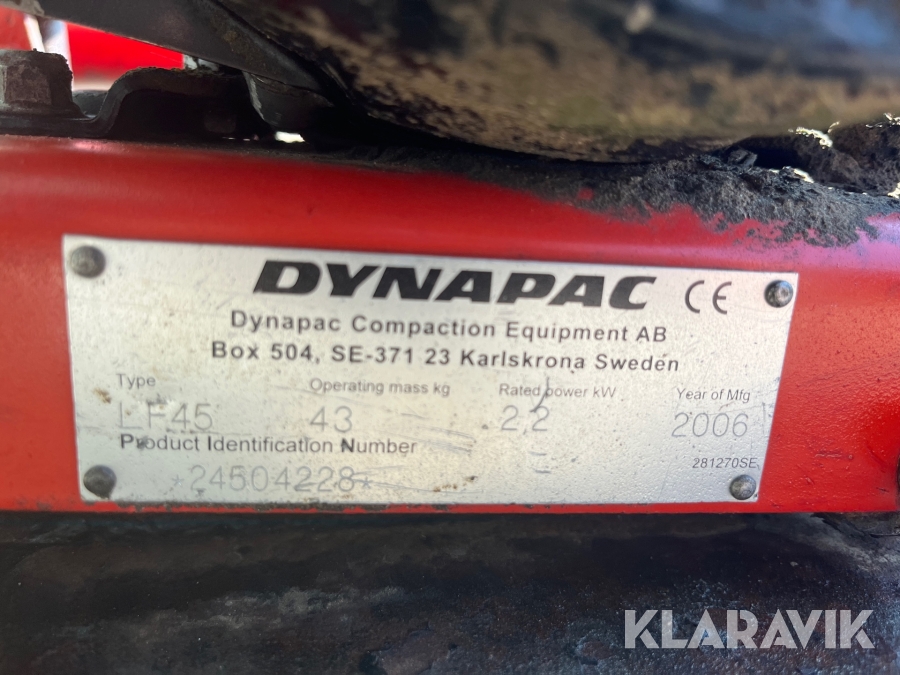 DYNAPAC CE
Dynapac Compaction Equipment AB
Box 504, SE-371 23 Karlskrona Sweden
Type Operating mass kg Rated power kW Year of Mfg
LF45 43 2,2 2006
Product Identification Number
*24504228*
281270SE
KLARAVIK